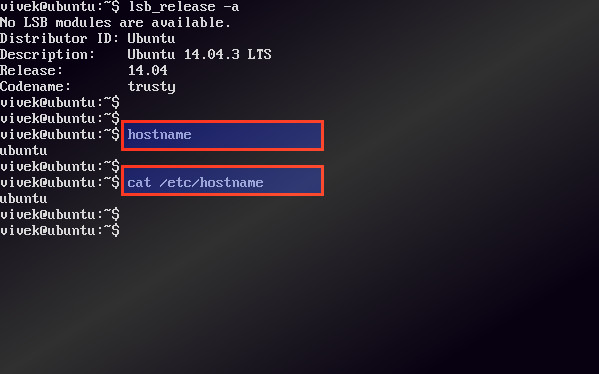 vivek@ubuntu:~$ lsb_release -a
No LSB modules are available.
Distributor ID: Ubuntu
Description:    Ubuntu 14.04.3 LTS
Release:        14.04
Codename:       trusty
vivek@ubuntu:~$
vivek@ubuntu:~$
vivek@ubuntu:~$ hostname
ubuntu
vivek@ubuntu:~$
vivek@ubuntu:~$ cat /etc/hostname
ubuntu
vivek@ubuntu:~$
vivek@ubuntu:~$